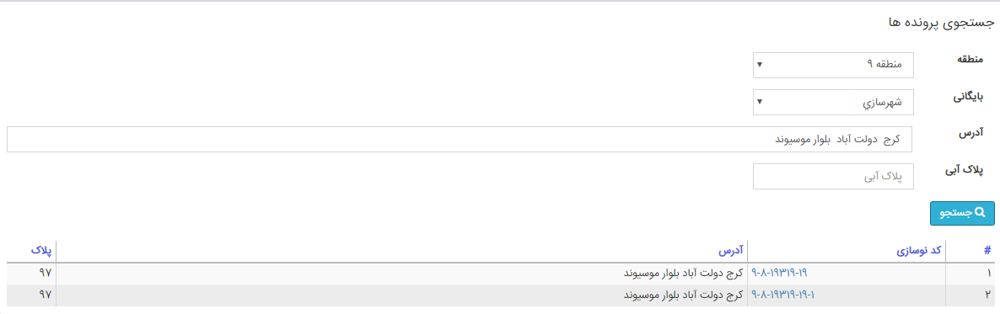 جستجوی پرونده ها
منطقه
منطقه ۹
بایگانی
شهرسازي
آدرس
کرج دولت آباد بلوار موسیوند
پلاک آبی
پلاک آبی
جستجو
# کد نوسازی آدرس پلاک
۱ ۹-۸-۱۹۳۱۹-۱۹ کرج دولت آباد بلوار موسیوند ۹۷
۲ ۹-۸-۱۹۳۱۹-۱۹-۱ کرج دولت آباد بلوار موسیوند ۹۷